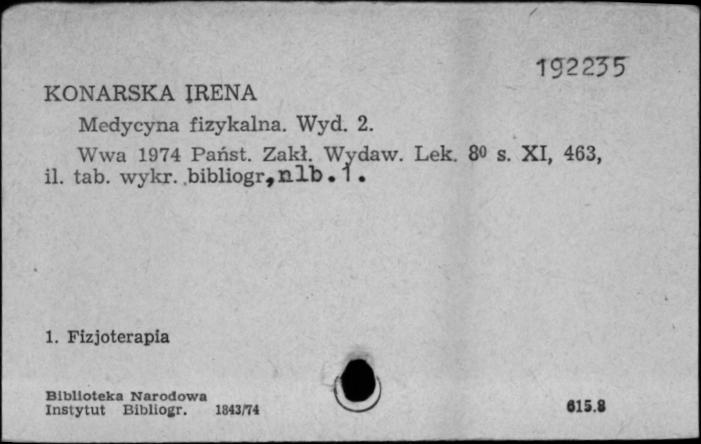 192235
KONARSKA IRENA
Medycyna fizykalna. Wyd. 2.
Wwa 1974 Państ. Zakł. Wydaw. Lek. 8⁰ s. XI, 463,
il. tab. wykr. bibliogr, nlb. 1.
1. Fizjoterapia
Biblioteka Narodowa
Instytut Bibliogr. 1843/74
615.8